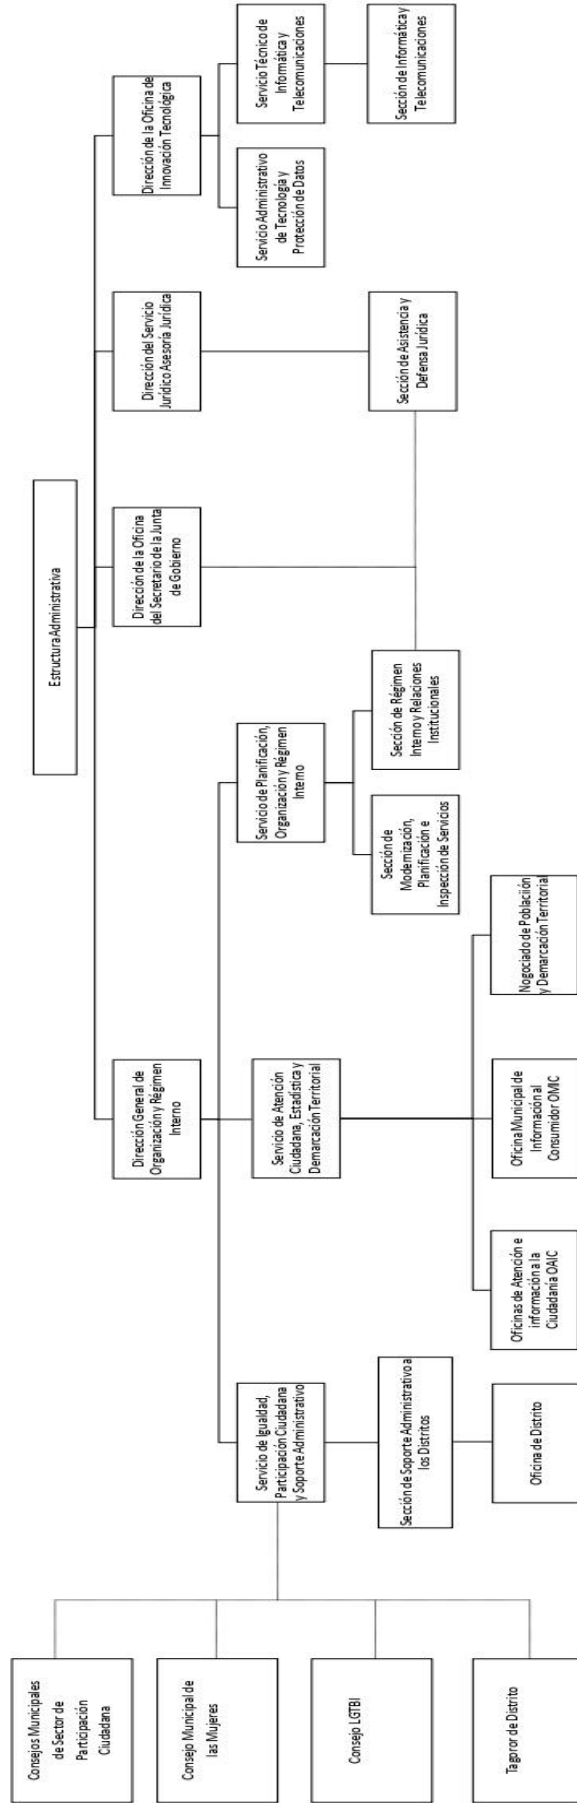 Estructura Administrativa
Dirección General de
Organización y Régimen
Interno
Dirección de la Oficina
del Secretario de la Junta
de Gobierno
Dirección del Servicio
Jurídico Asesoría Jurídica
Dirección de la Oficina de
Innovación Tecnológica
Consejos Municipales
de Sector de
Participación
Ciudadana
Consejo Municipal de
las Mujeres
Consejo LGTBI
Tagoror de Distrito
Servicio de Igualdad,
Participación Ciudadana
y Soporte Administrativo
Servicio de Atención
Ciudadana, Estadística y
Demarcación Territorial
Servicio de Planificación,
Organización y Régimen
Interno
Servicio Administrativo
de Tecnología y
Protección de Datos
Servicio Técnico de
Informática y
Telecomunicaciones
Sección de Soporte Administrativo a
los Distritos
Sección de
Modernización,
Planificación e
Inspección de Servicios
Sección de Régimen
Interno y Relaciones
Institucionales
Sección de Asistencia y
Defensa Jurídica
Sección de Informática y
Telecomunicaciones
Oficina de Distrito
Oficinas de Atención e
información a la
Ciudadanía OAIC
Oficina Municipal de
Información al
Consumidor OMIC
Nogociado de Poblaciión
y Demarcación Territorial